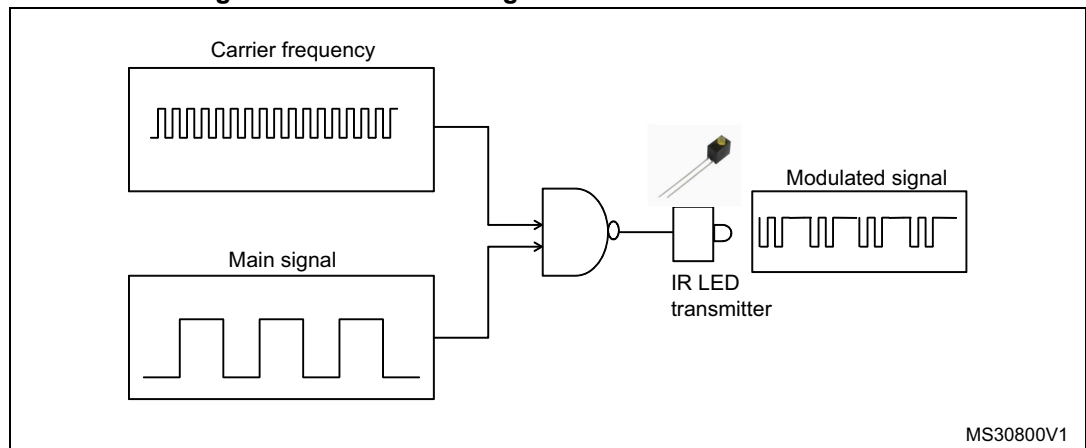 Carrier frequency
Modulated signal
Main signal
IR LED
transmitter
MS30800V1